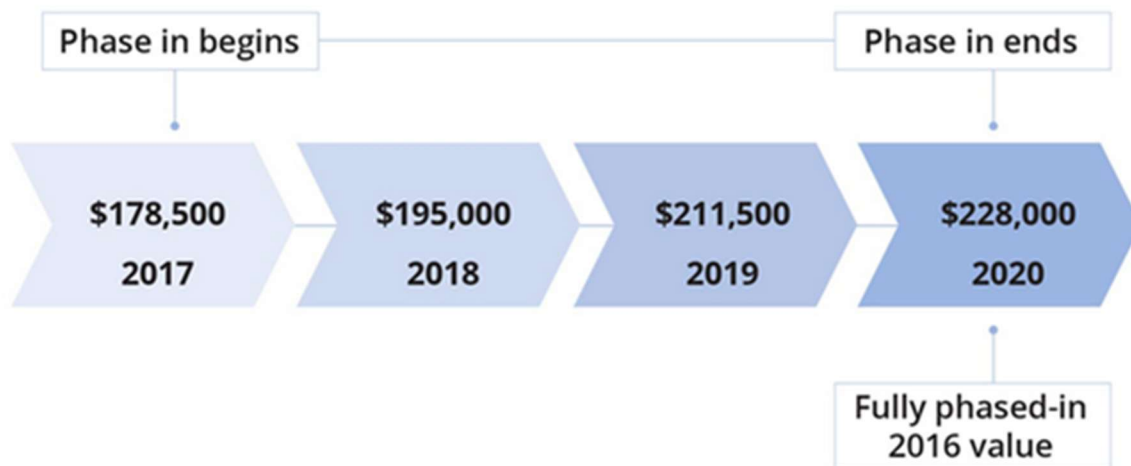 Phase in begins
Phase in ends
$178,500
2017
$195,000
2018
$211,500
2019
$228,000
2020
Fully phased-in
2016 value